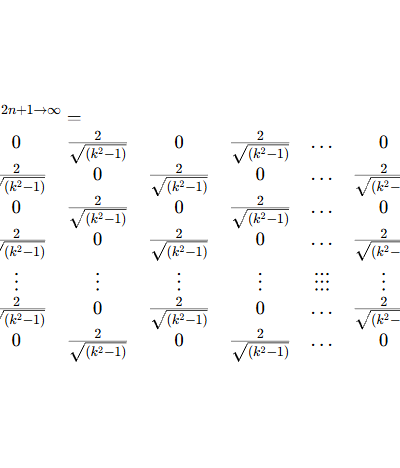 2n+1→∞ =
0 2/√(k²−1) 0 2/√(k²−1) … 0
2/√(k²−1) 0 2/√(k²−1) 0 … 2/√(k²−
0 2/√(k²−1) 0 2/√(k²−1) … 0
2/√(k²−1) 0 2/√(k²−1) 0 … 2/√(k²−
⋮ ⋮ ⋮ ⋮ ⋮⋮⋮ ⋮
2/√(k²−1) 0 2/√(k²−1) 0 … 2/√(k²−
0 2/√(k²−1) 0 2/√(k²−1) … 0